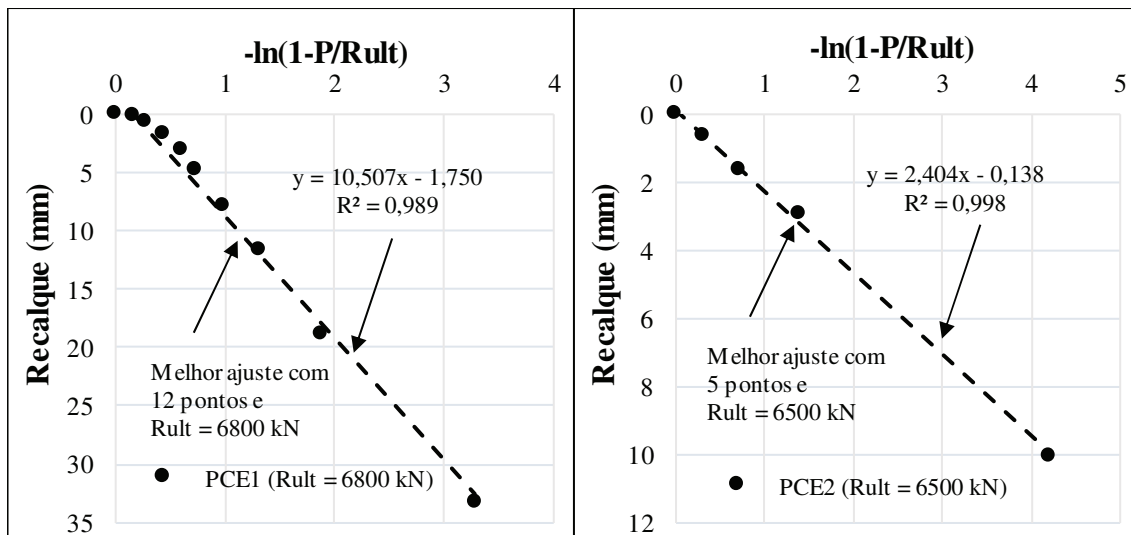 -ln(1-P/Rult)
0 1 2 3 4
0
5
10
15
20
25
30
35
Recalque (mm)
y = 10,507x - 1,750
R² = 0,989
Melhor ajuste com
12 pontos e
Rult = 6800 kN
PCE1 (Rult = 6800 kN)
-ln(1-P/Rult)
0 1 2 3 4 5
0
2
4
6
8
10
12
Recalque (mm)
y = 2,404x - 0,138
R² = 0,998
Melhor ajuste com
5 pontos e
Rult = 6500 kN
PCE2 (Rult = 6500 kN)